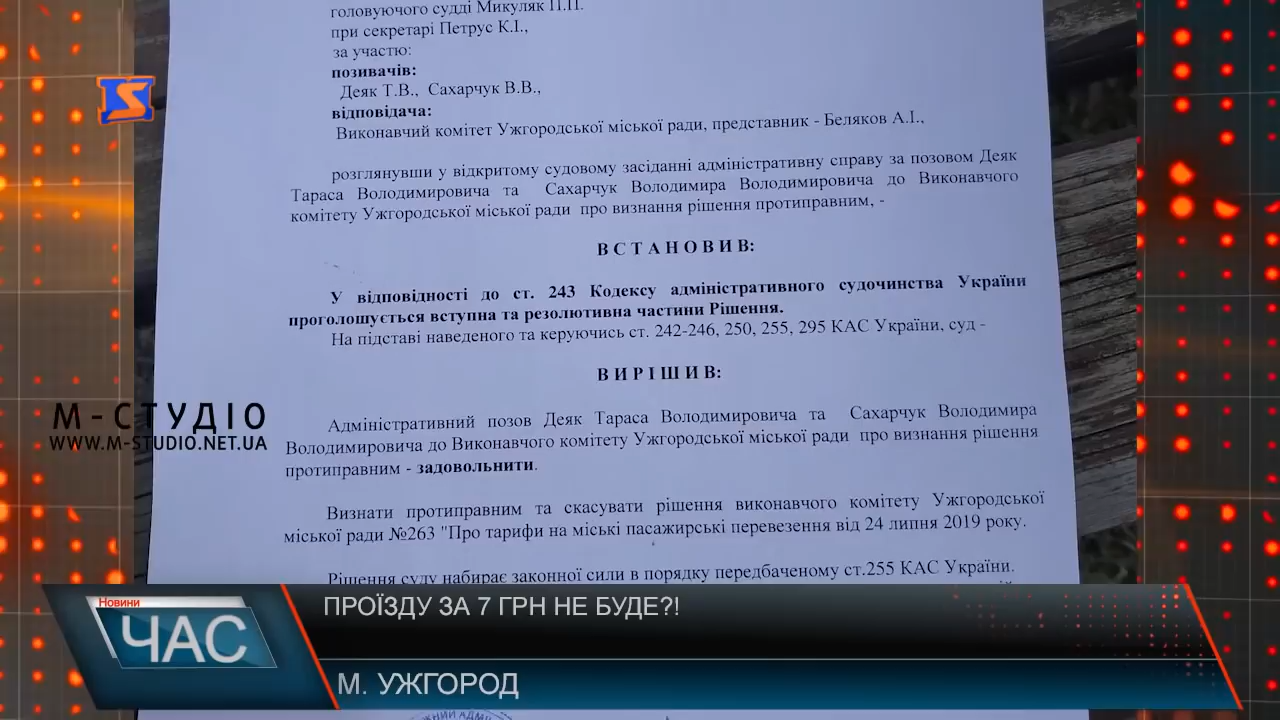 головуючого судді Микуляк П.П.
при секретарі Петрус К.І.,
за участю:
позивачів:
Деяк Т.В., Сахарчук В.В.,
відповідача:
Виконавчий комітет Ужгородської міської ради, представник - Беляков А.І.,
розглянувши у відкритому судовому засіданні адміністративну справу за позовом Деяк
Тараса Володимировича та Сахарчук Володимира Володимировича до Виконавчого
комітету Ужгородської міської ради про визнання рішення протиправним, -
В С Т А Н О В И В:
У відповідності до ст. 243 Кодексу адміністративного судочинства України
проголошується вступна та резолютивна частини Рішення.
На підставі наведеного та керуючись ст. 242-246, 250, 255, 295 КАС України, суд -
В И Р І Ш И В:
Адміністративний позов Деяк Тараса Володимировича та Сахарчук Володимира
Володимировича до Виконавчого комітету Ужгородської міської ради про визнання рішення
протиправним - задовольнити.
Визнати протиправним та скасувати рішення виконавчого комітету Ужгородської
міської ради №263 "Про тарифи на міські пасажирські перевезення від 24 липня 2019 року.
Рішення суду набирає законної сили в порядку передбаченому ст.255 КАС України.
М-СТУДІО
WWW.M-STUDIO.NET.UA
Новини
ЧАС
ПРОЇЗДУ ЗА 7 ГРН НЕ БУДЕ?!
М. УЖГОРОД